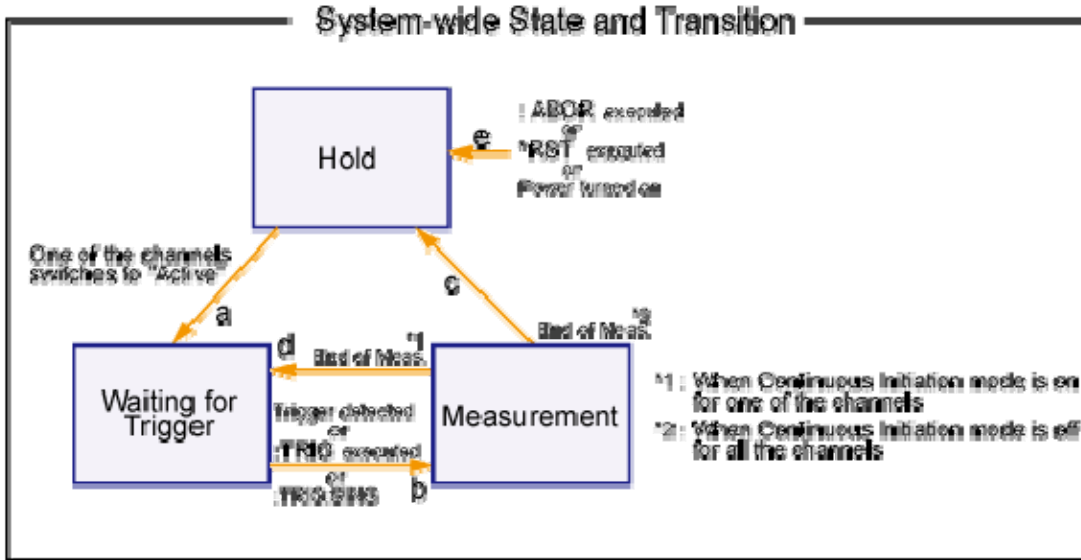 System-wide State and Transition
Hold
e
:ABOR executed
or
*RST executed
or
Power turned on
One of the channels
switches to "Active"
a
c
End of Meas.*2
d
End of Meas.*1
Waiting for
Trigger
Trigger detected
or
:TRIG executed
or
:TRIG:SING
b
Measurement
*1: When Continuous Initiation mode is on
for one of the channels
*2: When Continuous Initiation mode is off
for all the channels